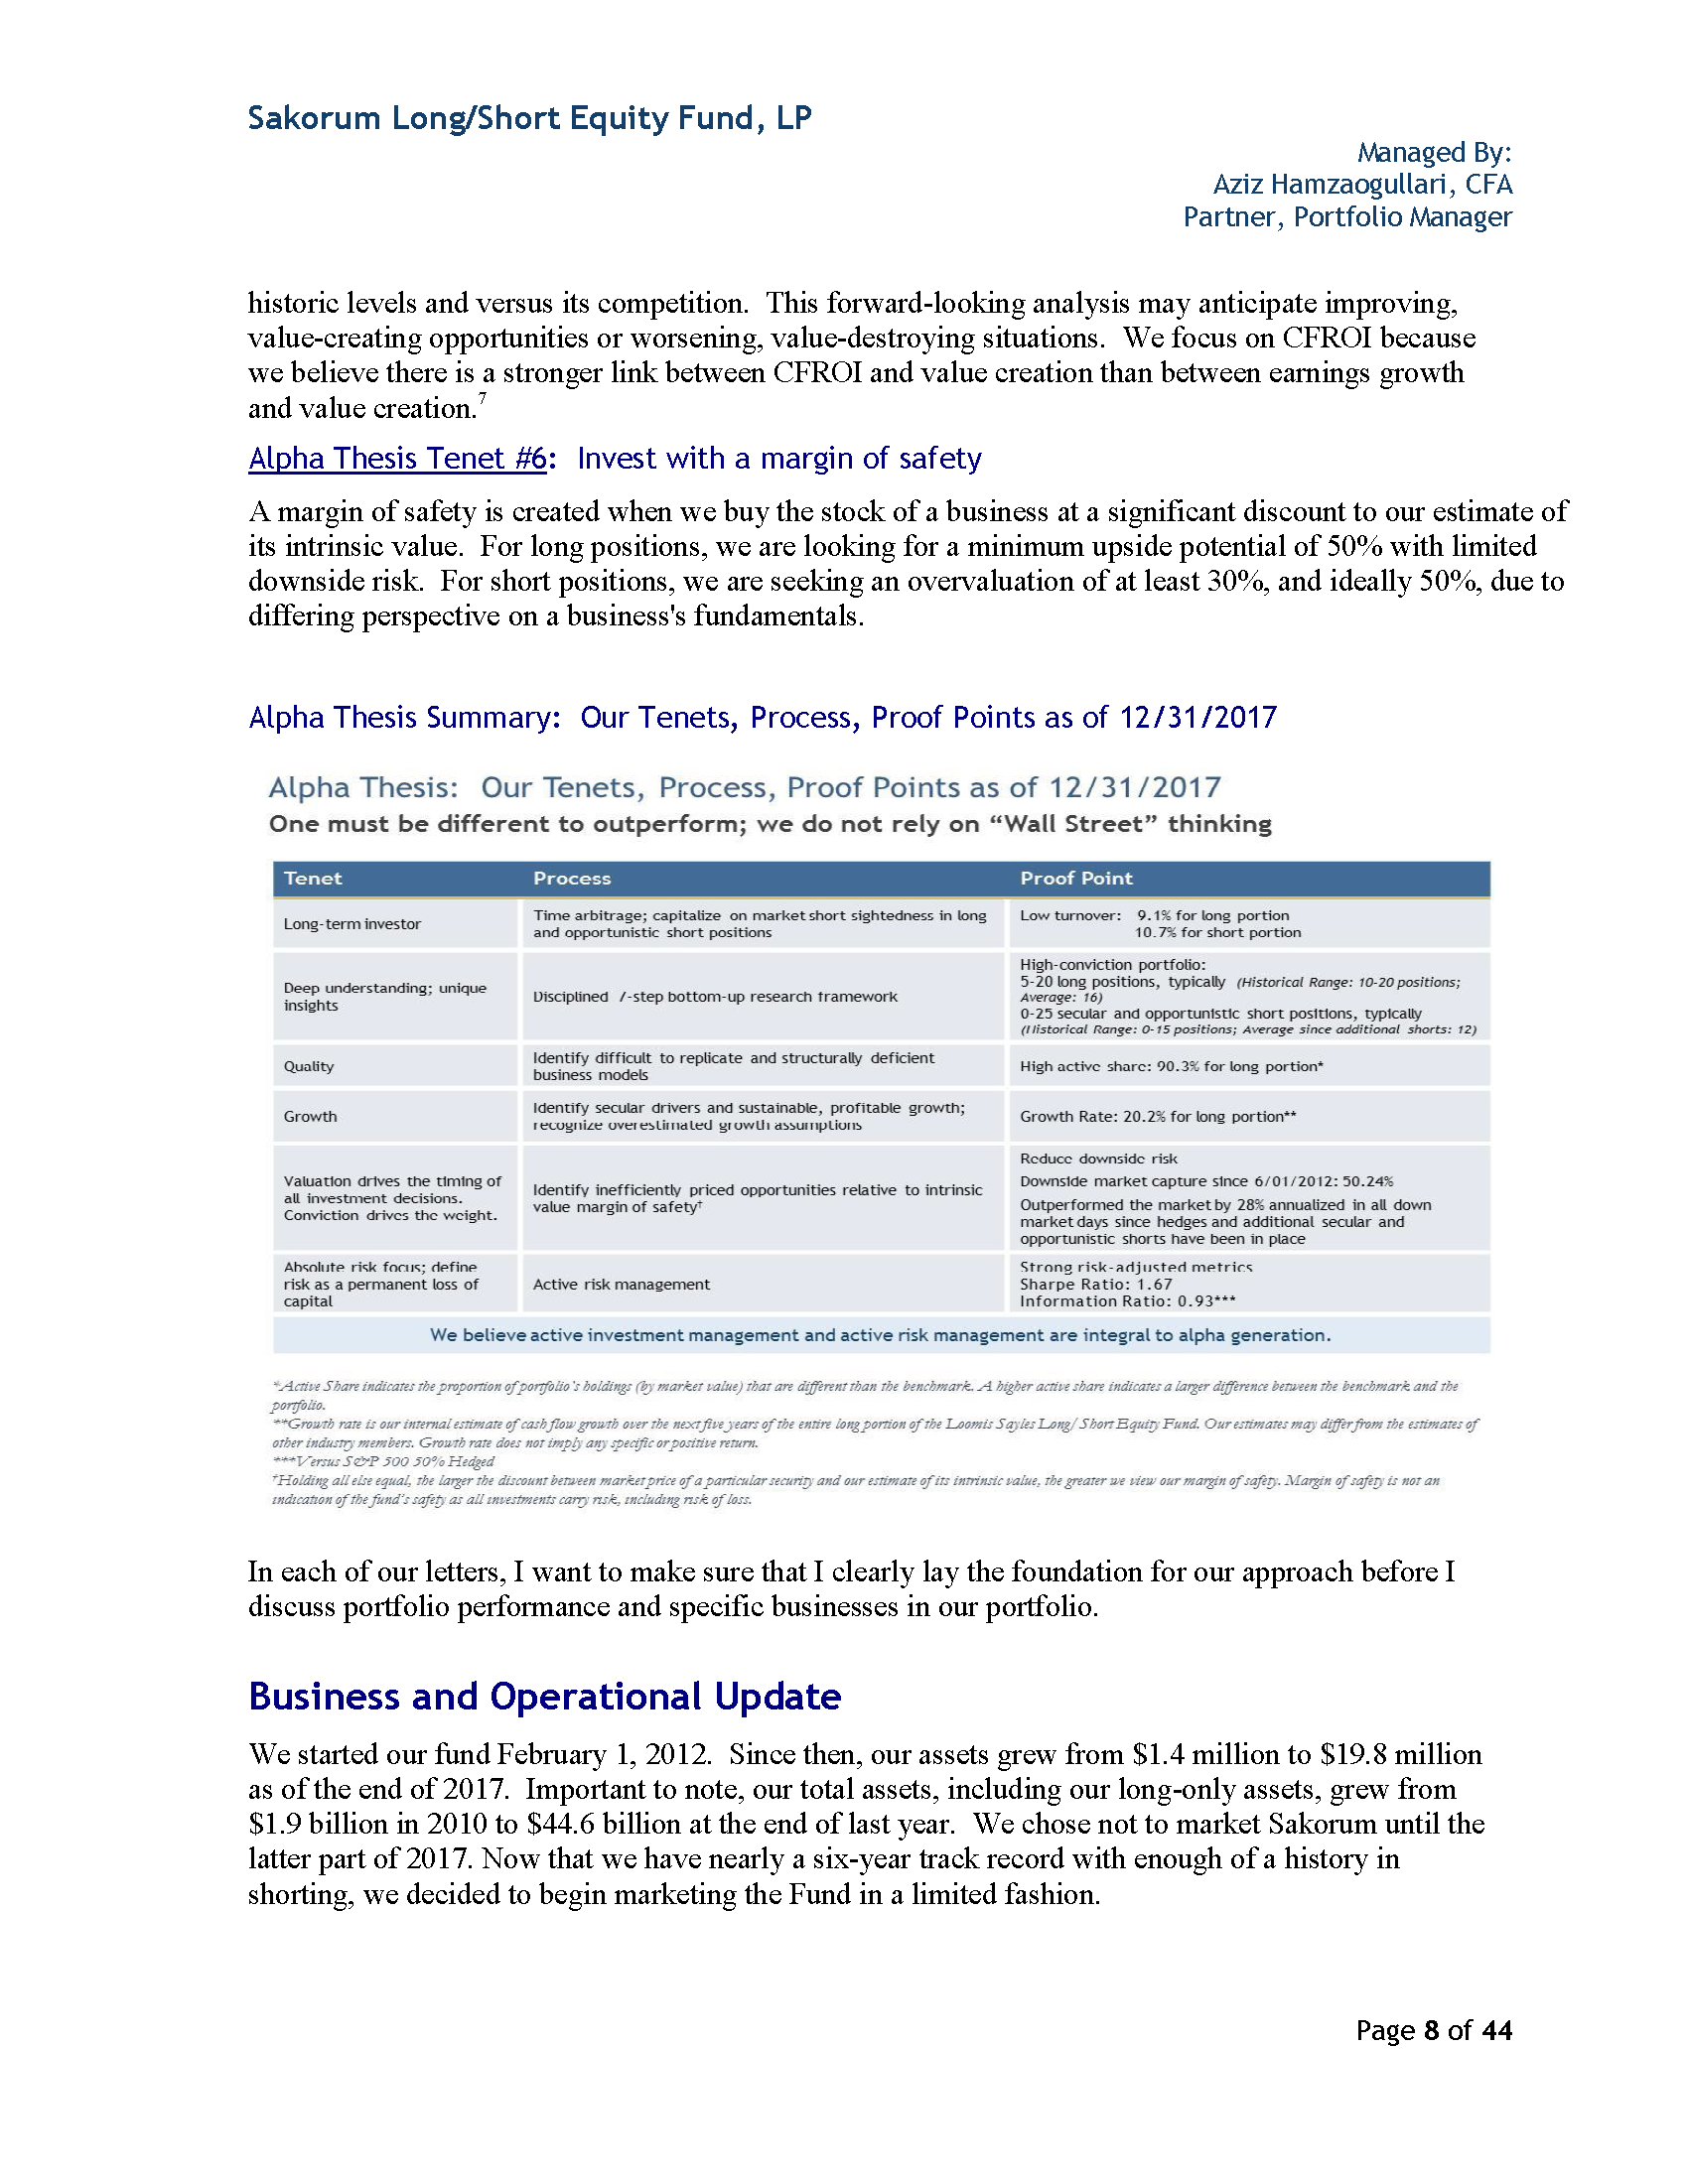 Sakorum Long/Short Equity Fund, LP
Managed By:
Aziz Hamzaogullari, CFA
Partner, Portfolio Manager
historic levels and versus its competition.  This forward-looking analysis may anticipate improving,
value-creating opportunities or worsening, value-destroying situations.  We focus on CFROI because
we believe there is a stronger link between CFROI and value creation than between earnings growth
and value creation.7
Alpha Thesis Tenet #6:  Invest with a margin of safety
A margin of safety is created when we buy the stock of a business at a significant discount to our estimate of
its intrinsic value.  For long positions, we are looking for a minimum upside potential of 50% with limited
downside risk.  For short positions, we are seeking an overvaluation of at least 30%, and ideally 50%, due to
differing perspective on a business's fundamentals.
Alpha Thesis Summary:  Our Tenets, Process, Proof Points as of 12/31/2017
Alpha Thesis:  Our Tenets, Process, Proof Points as of 12/31/2017
One must be different to outperform; we do not rely on “Wall Street” thinking
Tenet Process Proof Point
Long-term investor
Time arbitrage; capitalize on market short sightedness in long
and opportunistic short positions
Low turnover: 9.1% for long portion
10.7% for short portion
Deep understanding; unique
insights
Disciplined 7-step bottom-up research framework
High-conviction portfolio:
5-20 long positions, typically (Historical Range: 10-20 positions;
Average: 16)
0-25 secular and opportunistic short positions, typically
(Historical Range: 0-15 positions; Average since additional shorts: 12)
Quality
Identify difficult to replicate and structurally deficient
business models
High active share: 90.3% for long portion*
Growth
Identify secular drivers and sustainable, profitable growth;
recognize overestimated growth assumptions
Growth Rate: 20.2% for long portion**
Valuation drives the timing of
all investment decisions.
Conviction drives the weight.
Identify inefficiently priced opportunities relative to intrinsic
value margin of safety†
Reduce downside risk
Downside market capture since 6/01/2012: 50.24%
Outperformed the market by 28% annualized in all down
market days since hedges and additional secular and
opportunistic shorts have been in place
Absolute risk focus; define
risk as a permanent loss of
capital
Active risk management
Strong risk-adjusted metrics
Sharpe Ratio: 1.67
Information Ratio: 0.93***
We believe active investment management and active risk management are integral to alpha generation.
*Active Share indicates the proportion of portfolio's holdings (by market value) that are different than the benchmark. A higher active share indicates a larger difference between the benchmark and the
portfolio.
**Growth rate is our internal estimate of cash flow growth over the next five years of the entire long portion of the Loomis Sayles Long/Short Equity Fund. Our estimates may differ from the estimates of
other industry members. Growth rate does not imply any specific or positive return.
***Versus S&P 500 50% Hedged
†Holding all else equal, the larger the discount between market price of a particular security and our estimate of its intrinsic value, the greater we view our margin of safety. Margin of safety is not an
indication of the fund's safety as all investments carry risk, including risk of loss.
In each of our letters, I want to make sure that I clearly lay the foundation for our approach before I
discuss portfolio performance and specific businesses in our portfolio.
Business and Operational Update
We started our fund February 1, 2012.  Since then, our assets grew from $1.4 million to $19.8 million
as of the end of 2017.  Important to note, our total assets, including our long-only assets, grew from
$1.9 billion in 2010 to $44.6 billion at the end of last year.  We chose not to market Sakorum until the
latter part of 2017. Now that we have nearly a six-year track record with enough of a history in
shorting, we decided to begin marketing the Fund in a limited fashion.
Page 8 of 44